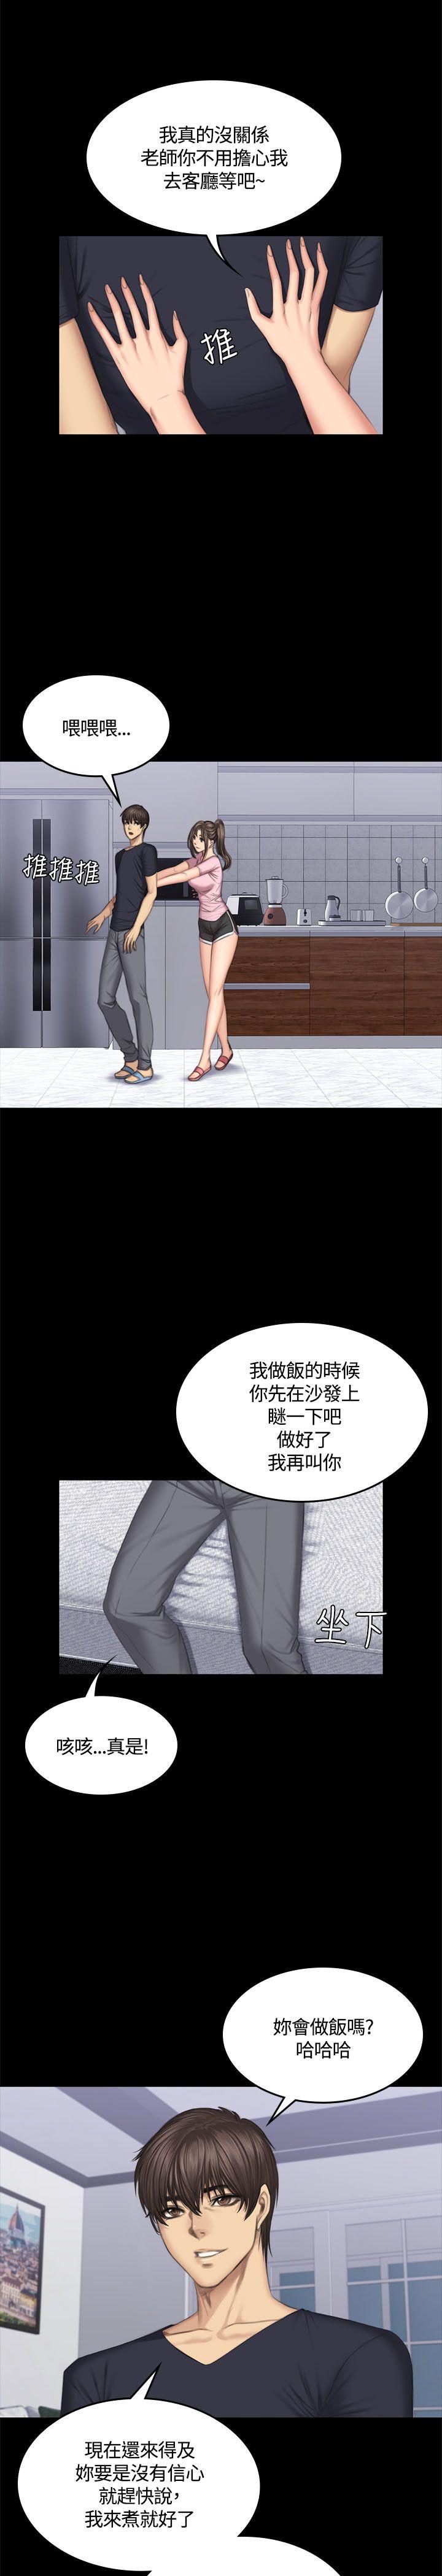 我真的沒關係
老師你不用擔心我
去客廳等吧~
推
喂喂喂...
推推推
我做飯的時候
你先在沙發上
瞇一下吧
做好了
我再叫你
坐下
咳咳...真是!
妳會做飯嗎?
哈哈哈
現在還來得及
妳要是沒有信心
就趕快說,
我來煮就好了